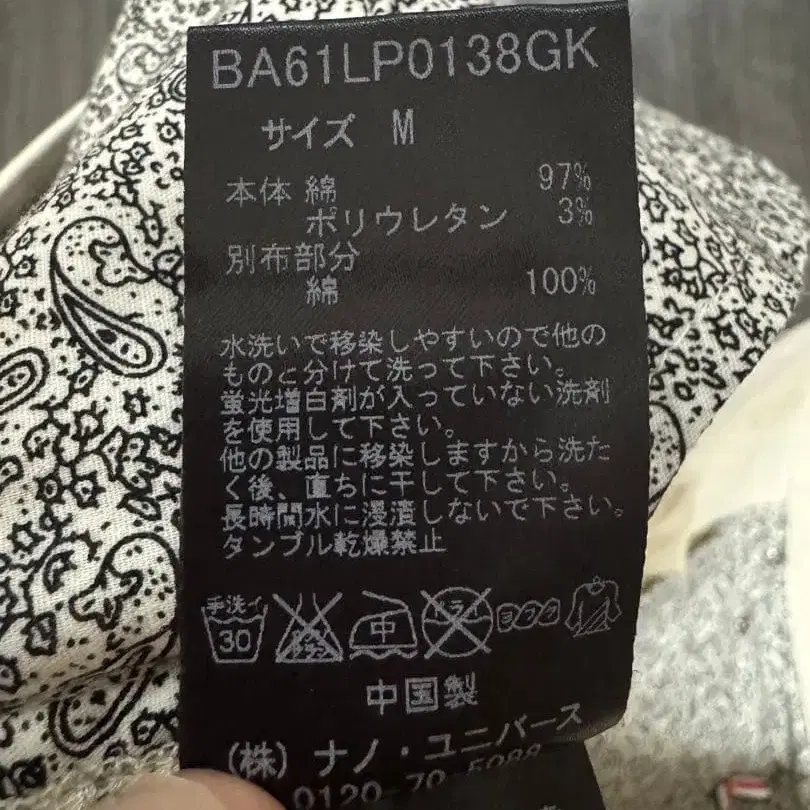 BA61LP0138GK
サイズ M
本体 綿 97%
ポリウレタン 3%
別布部分
綿 100%
水洗いで移染しやすいので他の
ものと分けて洗って下さい。
蛍光増白剤が入っていない洗剤
を使用して下さい。
他の製品に移染しますから洗た
く後、直ちに干して下さい。
長時間水に浸漬しないで下さい。
タンブル乾燥禁止
手洗イ 30 中 ドライ
中国製
(株) ナノ・ユニバース
0120-70-